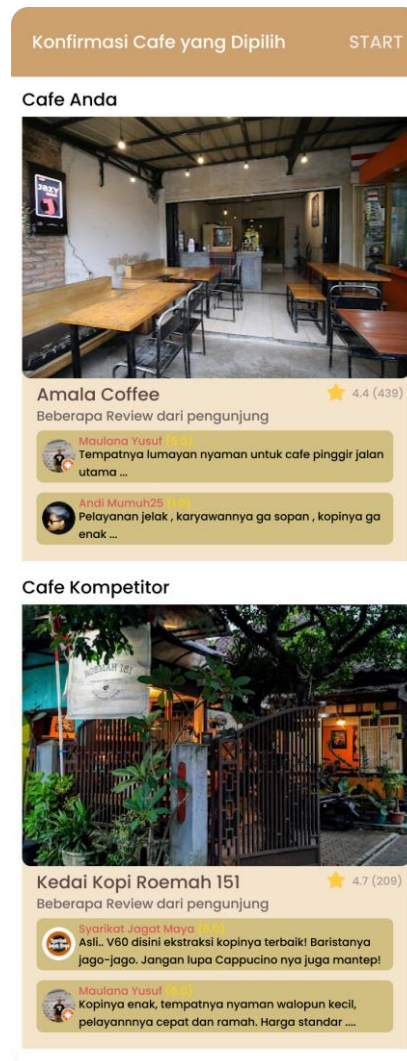 Konfirmasi Cafe yang Dipilih START
Cafe Anda
JAZY
Amala Coffee 4.4 (439)
Beberapa Review dari pengunjung
Maulana Yusuf (5.0)
Tempatnya lumayan nyaman untuk cafe pinggir jalan
utama ...
Andi Mumuh25 (1.0)
Pelayanan jelak , karyawannya ga sopan , kopinya ga
enak ...
Cafe Kompetitor
ROEMAH 151
Kedai Kopi Roemah 151 4.7 (209)
Beberapa Review dari pengunjung
Syarikat Jagat Maya (5.0)
Asli.. V60 disini ekstraksi kopinya terbaik! Baristanya
jago-jago. Jangan lupa Cappucino nya juga mantep!
Maulana Yusuf (5.0)
Kopinya enak, tempatnya nyaman walopun kecil,
pelayannnya cepat dan ramah. Harga standar ....